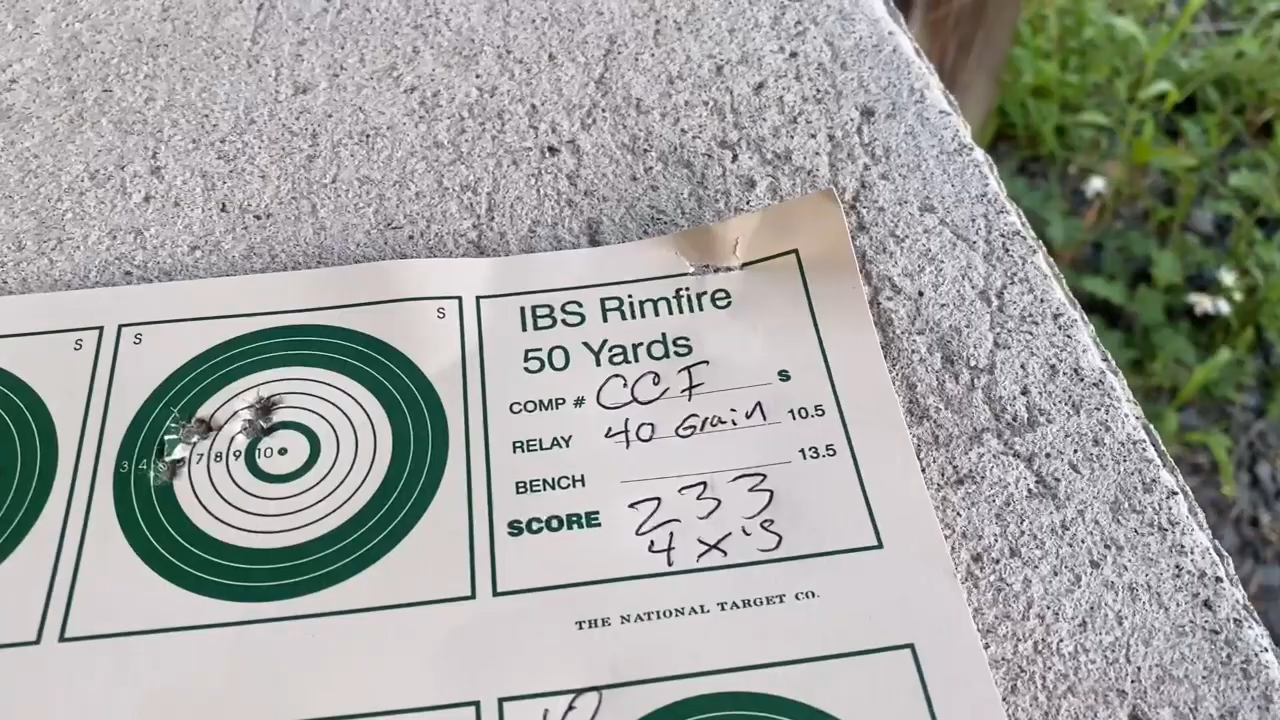 S
S S
3 4 7 8 9 10
IBS Rimfire
50 Yards
COMP # CCI S
RELAY 40 Grain 10.5
BENCH 13.5
SCORE 233
4 x's
THE NATIONAL TARGET CO.